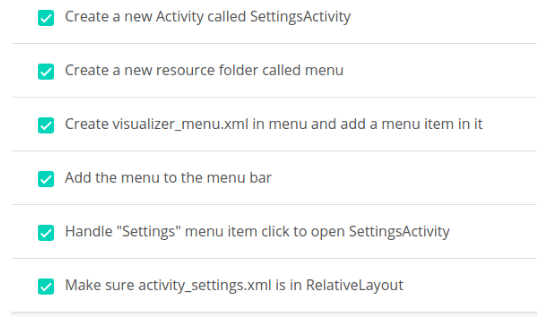 Create a new Activity called SettingsActivity
Create a new resource folder called menu
Create visualizer_menu.xml in menu and add a menu item in it
Add the menu to the menu bar
Handle "Settings" menu item click to open SettingsActivity
Make sure activity_settings.xml is in RelativeLayout